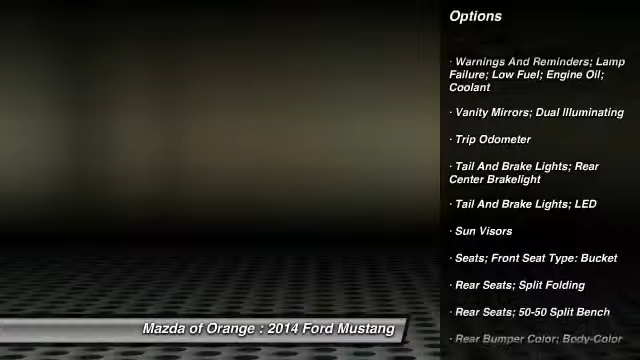 Options
· Warnings And Reminders; Lamp
Failure; Low Fuel; Engine Oil;
Coolant
· Vanity Mirrors; Dual Illuminating
· Trip Odometer
· Tail And Brake Lights; Rear
Center Brakelight
· Tail And Brake Lights; LED
· Sun Visors
· Seats; Front Seat Type: Bucket
· Rear Seats; Split Folding
· Rear Seats; 50-50 Split Bench
· Rear Bumper Color; Body-Color
Mazda of Orange : 2014 Ford Mustang